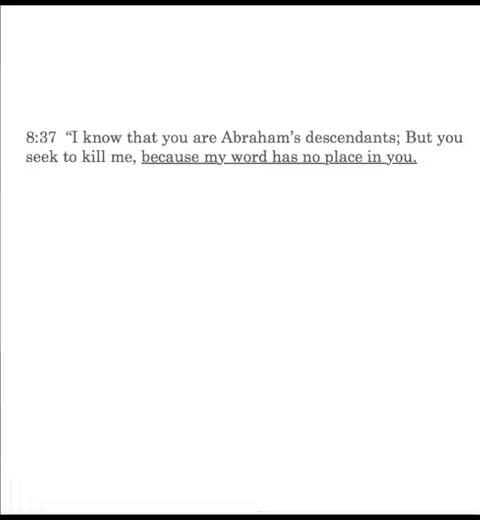 8:37 “I know that you are Abraham’s descendants; But you
seek to kill me, because my word has no place in you.